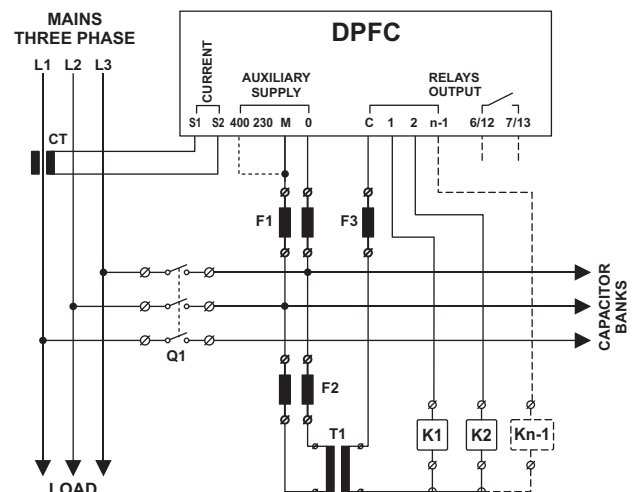 MAINS
THREE PHASE
L1 L2 L3
DPFC
CURRENT
AUXILIARY
SUPPLY
RELAYS
OUTPUT
S1 S2 400 230 M 0 C 1 2 n-1 6/12 7/13
CT
F1
F3
CAPACITOR
BANKS
Q1
F2
T1
K1 K2 Kn-1
LOAD